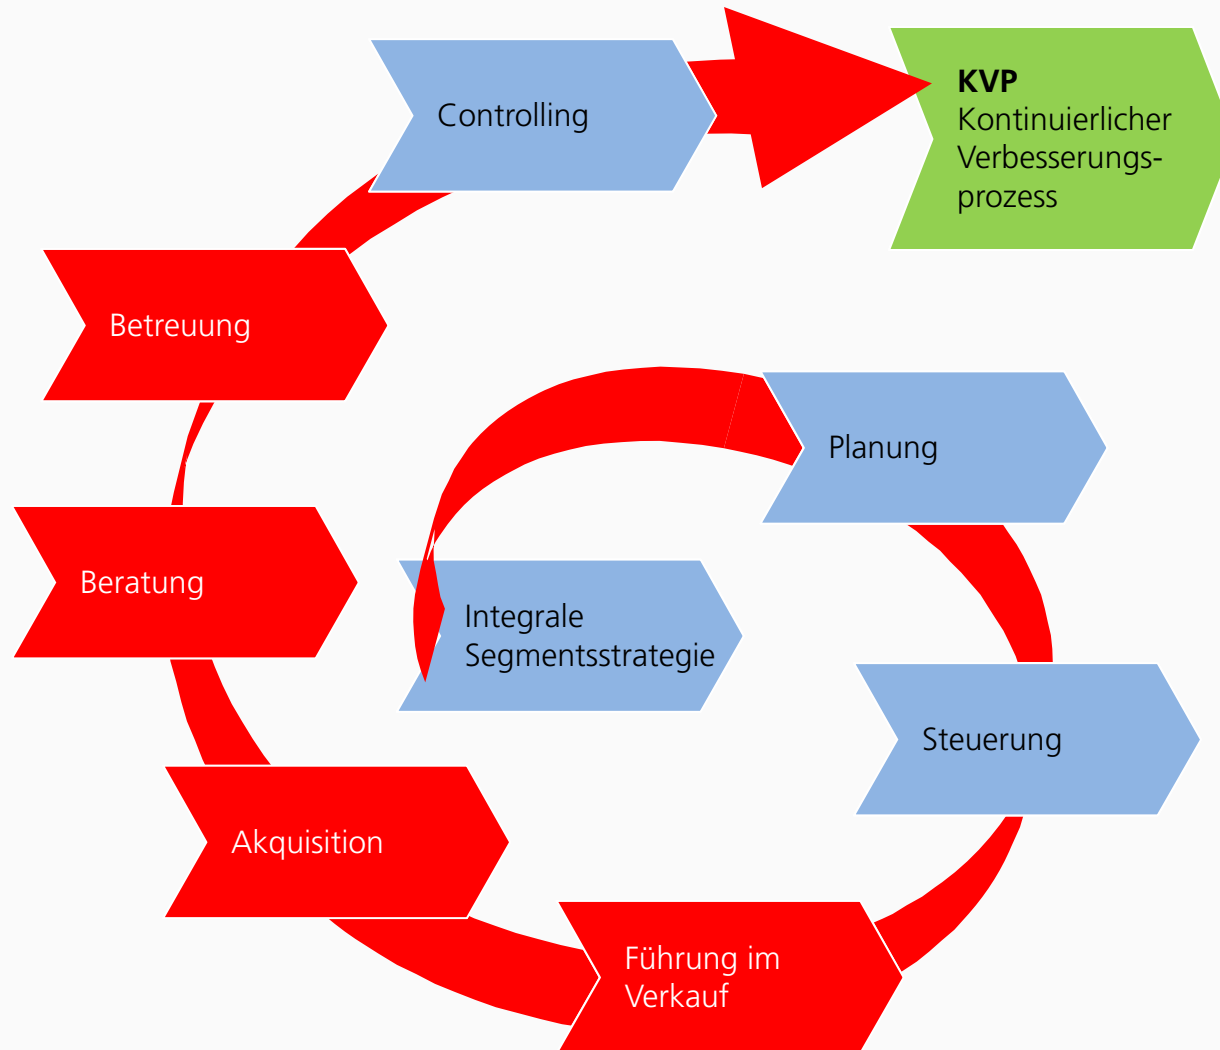 Controlling
KVP
Kontinuierlicher
Verbesserungs-
prozess
Betreuung
Planung
Beratung
Integrale
Segmentsstrategie
Steuerung
Akquisition
Führung im
Verkauf